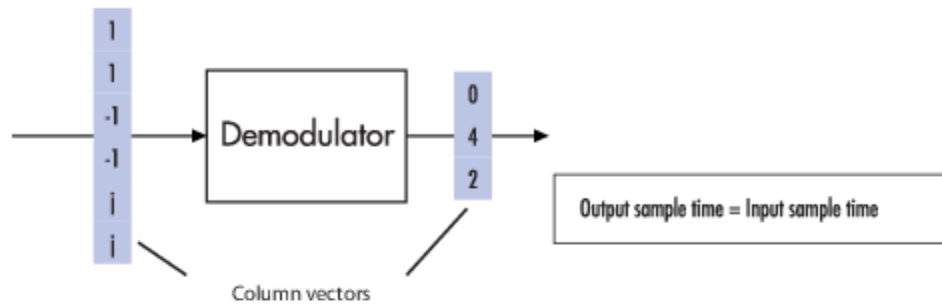 1
1
-1
-1
i
i
Demodulator
0
4
2
Output sample time = Input sample time
Column vectors